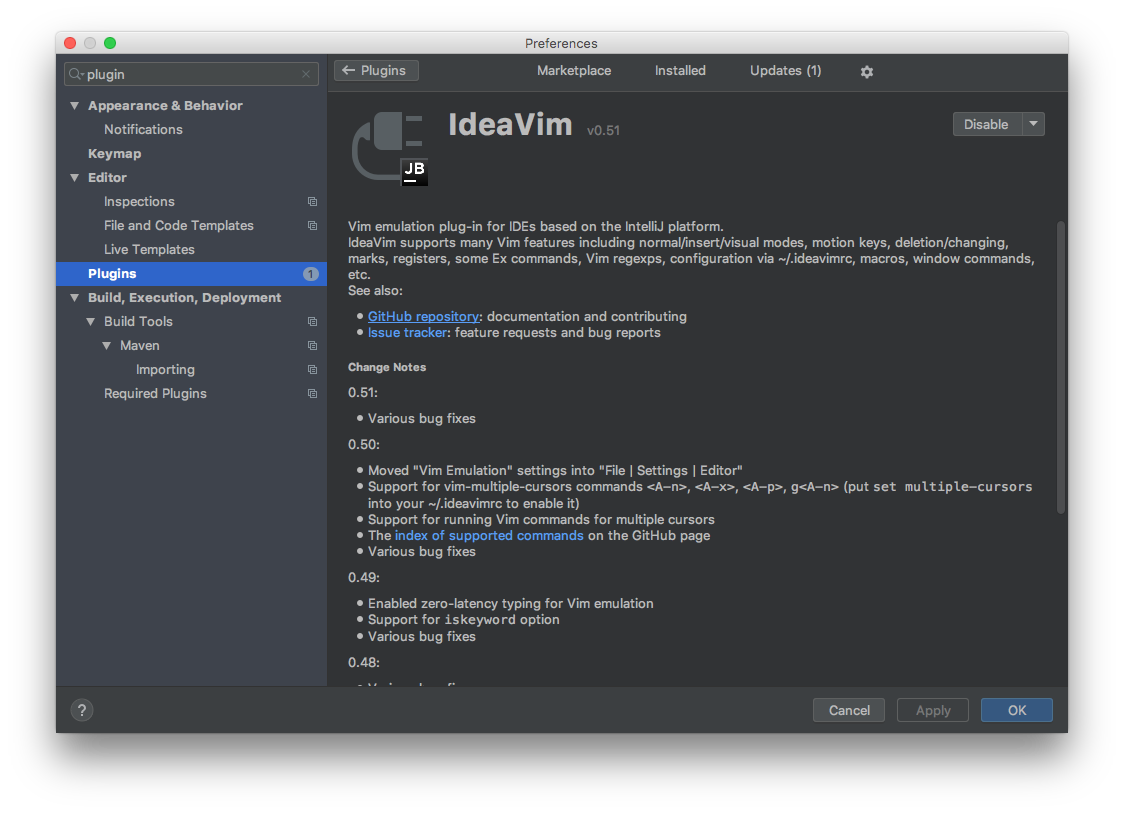 Preferences
plugin
← Plugins
Marketplace
Installed
Updates (1)
Appearance & Behavior
Notifications
Keymap
Editor
Inspections
File and Code Templates
Live Templates
Plugins 1
Build, Execution, Deployment
Build Tools
Maven
Importing
Required Plugins
IdeaVim v0.51
JB
Disable
Vim emulation plug-in for IDEs based on the IntelliJ platform.
IdeaVim supports many Vim features including normal/insert/visual modes, motion keys, deletion/changing,
marks, registers, some Ex commands, Vim regexps, configuration via ~/.ideavimrc, macros, window commands,
etc.
See also:
• GitHub repository: documentation and contributing
• Issue tracker: feature requests and bug reports
Change Notes
0.51:
• Various bug fixes
0.50:
• Moved "Vim Emulation" settings into "File | Settings | Editor"
• Support for vim-multiple-cursors commands <A-n>, <A-x>, <A-p>, g<A-n> (put set multiple-cursors
into your ~/.ideavimrc to enable it)
• Support for running Vim commands for multiple cursors
• The index of supported commands on the GitHub page
• Various bug fixes
0.49:
• Enabled zero-latency typing for Vim emulation
• Support for iskeyword option
• Various bug fixes
0.48:
?
Cancel
Apply
OK